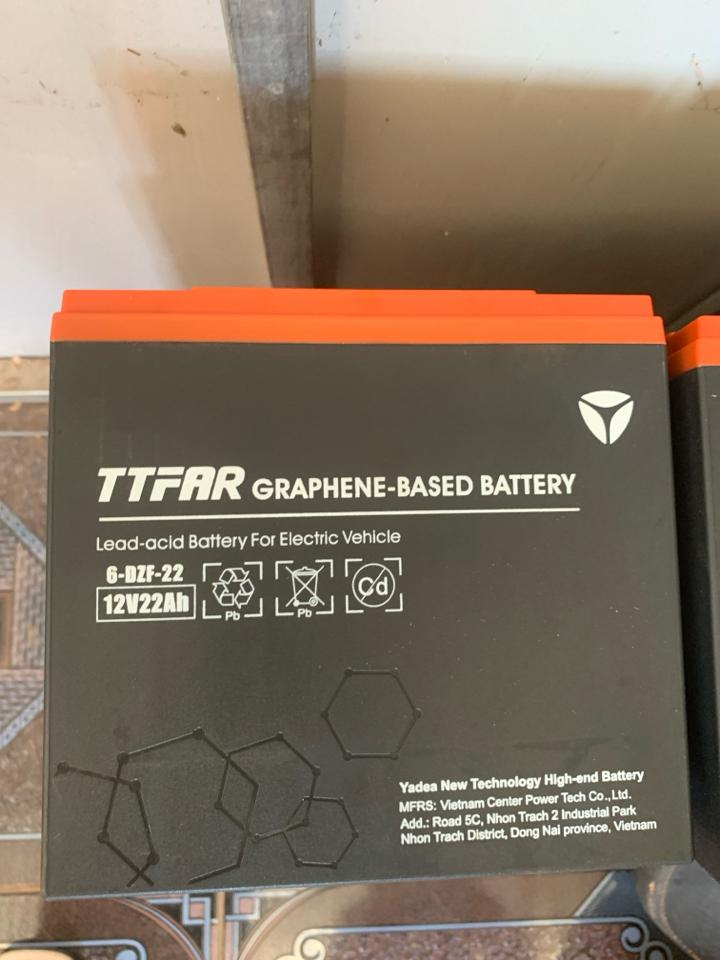 TTFAR GRAPHENE-BASED BATTERY
Lead-acid Battery For Electric Vehicle
6-DZF-22
12V22Ah
Pb
Pb
Cd
Yadea New Technology High-end Battery
MFRS: Vietnam Center Power Tech Co.,Ltd.
Add.: Road 5C, Nhon Trach 2 Industrial Park
Nhon Trach District, Dong Nai province, Vietnam